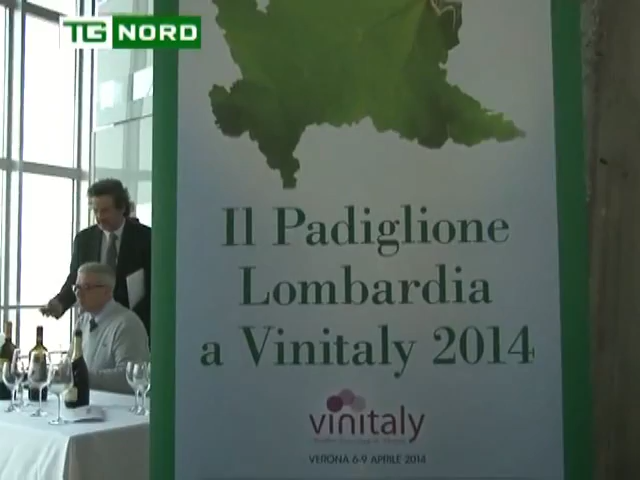 TG NORD
Il Padiglione
Lombardia
a Vinitaly 2014
vinitaly
VERONA 6-9 APRILE 2014